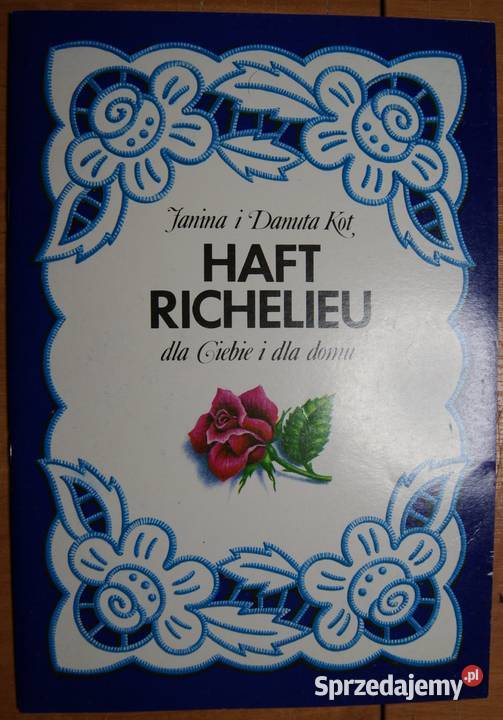 Janina i Danuta Kot
HAFT
RICHELIEU
dla Ciebie i dla domu
Sprzedajemy.pl